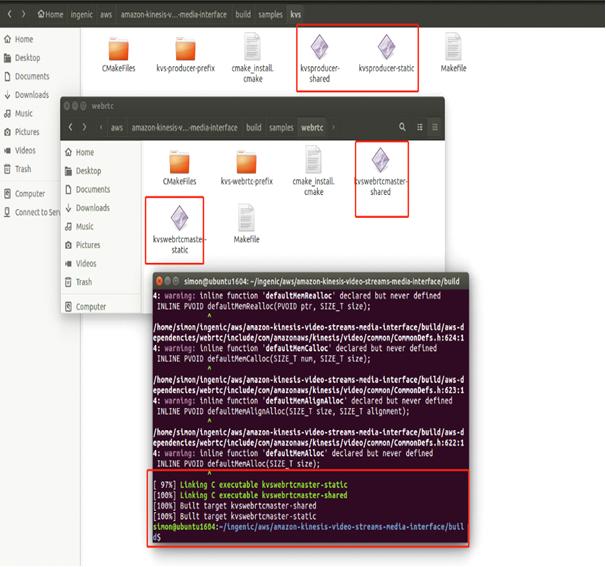 Home ingenic aws amazon-kinesis-v...-media-interface build samples kvs
Home
Desktop
Documents
Downloads
Music
Pictures
Videos
Trash
Computer
Connect to Serv
CMakeFiles
kvs-producer-prefix
cmake_install.
cmake
kvsproducer-
shared
kvsproducer-static
Makefile
webrtc
aws amazon-kinesis-v...-media-interface build samples webrtc
Home
Desktop
Documents
Downloads
Music
Pictures
Videos
Trash
Computer
CMakeFiles
kvs-webrtc-prefix
cmake_install.
cmake
kvswebrtcmaster-
shared
kvswebrtcmaster-
static
Makefile
simon@ubuntu1604: ~/ingenic/aws/amazon-kinesis-video-streams-media-interface/build
4: warning: inline function 'defaultMemRealloc' declared but never defined
INLINE PVOID defaultMemRealloc(PVOID ptr, SIZE_T size);
^
/home/simon/ingenic/aws/amazon-kinesis-video-streams-media-interface/build/aws-d
ependencies/webrtc/include/com/amazonaws/kinesis/video/common/CommonDefs.h:624:1
4: warning: inline function 'defaultMemCalloc' declared but never defined
INLINE PVOID defaultMemCalloc(SIZE_T num, SIZE_T size);
^
/home/simon/ingenic/aws/amazon-kinesis-video-streams-media-interface/build/aws-d
ependencies/webrtc/include/com/amazonaws/kinesis/video/common/CommonDefs.h:623:1
4: warning: inline function 'defaultMemAlignAlloc' declared but never defined
INLINE PVOID defaultMemAlignAlloc(SIZE_T size, SIZE_T alignment);
^
/home/simon/ingenic/aws/amazon-kinesis-video-streams-media-interface/build/aws-d
ependencies/webrtc/include/com/amazonaws/kinesis/video/common/CommonDefs.h:622:1
4: warning: inline function 'defaultMemAlloc' declared but never defined
INLINE PVOID defaultMemAlloc(SIZE_T size);
^
[ 97%] Linking C executable kvswebrtcmaster-static
[100%] Linking C executable kvswebrtcmaster-shared
[100%] Built target kvswebrtcmaster-shared
[100%] Built target kvswebrtcmaster-static
simon@ubuntu1604:~/ingenic/aws/amazon-kinesis-video-streams-media-interface/buil
d$